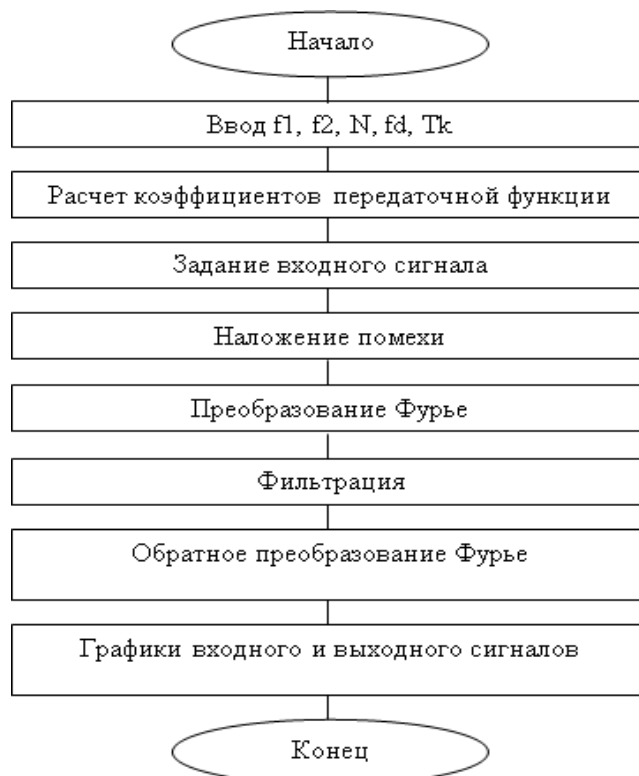 Начало
Ввод f1, f2, N, fd, Tk
Расчет коэффициентов передаточной функции
Задание входного сигнала
Наложение помехи
Преобразование Фурье
Фильтрация
Обратное преобразование Фурье
Графики входного и выходного сигналов
Конец